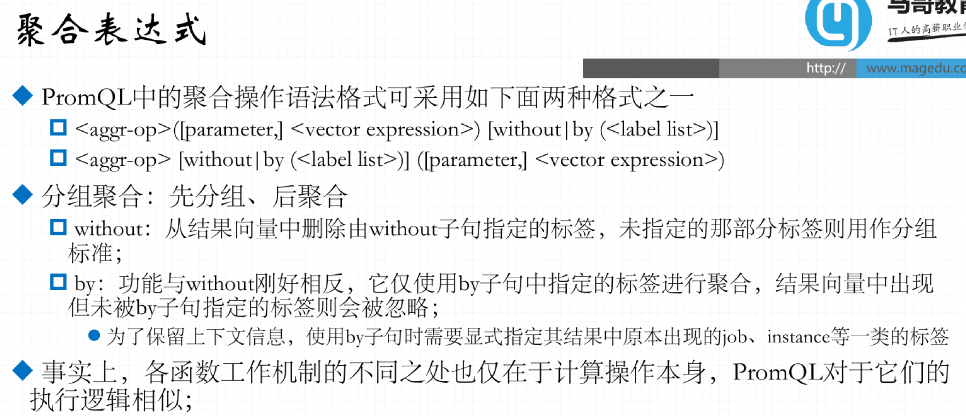 聚合表达式
马哥教育
IT人的高薪职业
http://
www.magedu.co
PromQL中的聚合操作语法格式可采用如下面两种格式之一
<aggr-op>([parameter,] <vector expression>) [without|by (<label list>)]
<aggr-op> [without|by (<label list>)] ([parameter,] <vector expression>)
分组聚合：先分组、后聚合
without：从结果向量中删除由without子句指定的标签，未指定的那部分标签则用作分组
标准；
by：功能与without刚好相反，它仅使用by子句中指定的标签进行聚合，结果向量中出现
但未被by子句指定的标签则会被忽略；
为了保留上下文信息，使用by子句时需要显式指定其结果中原本出现的job、instance等一类的标签
事实上，各函数工作机制的不同之处也仅在于计算操作本身，PromQL对于它们的
执行逻辑相似；